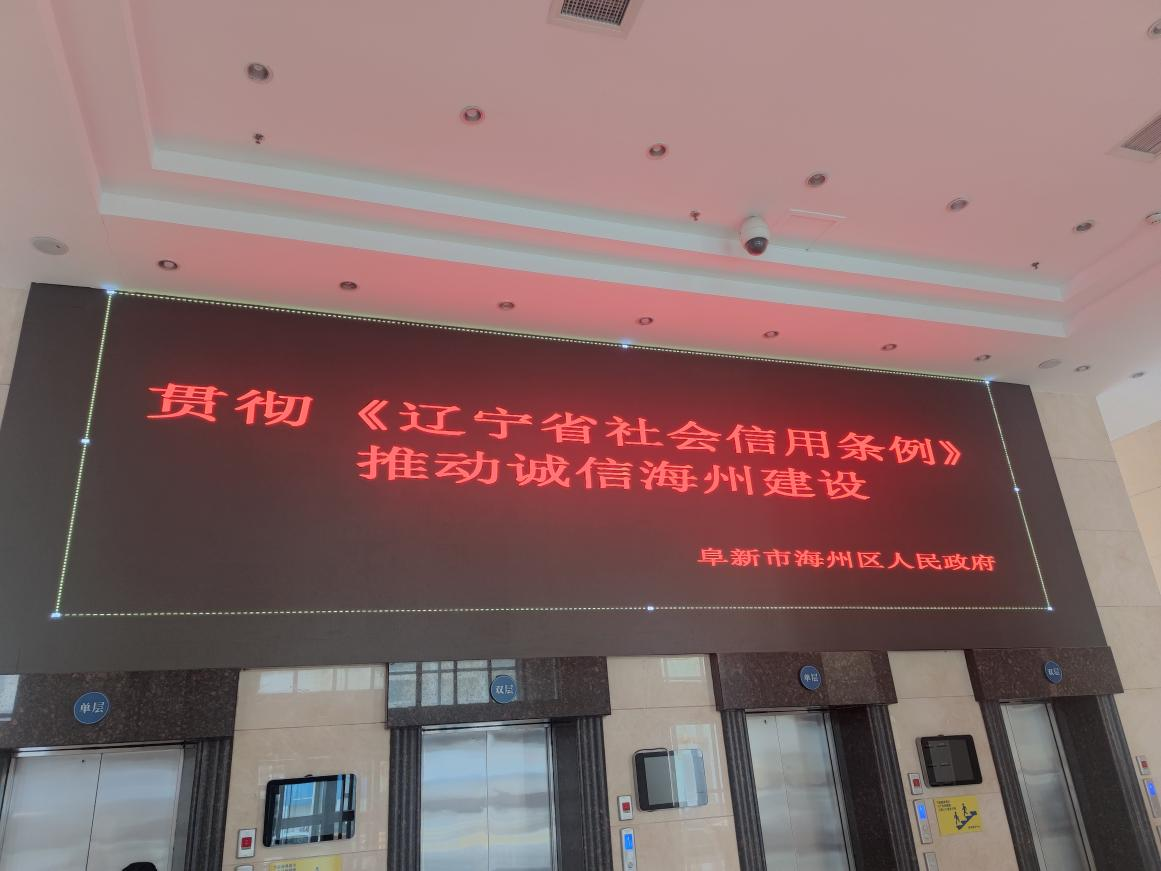 贯彻《辽宁省社会信用条例》
推动诚信海州建设
阜新市海州区人民政府
单层
双层
单层
双层